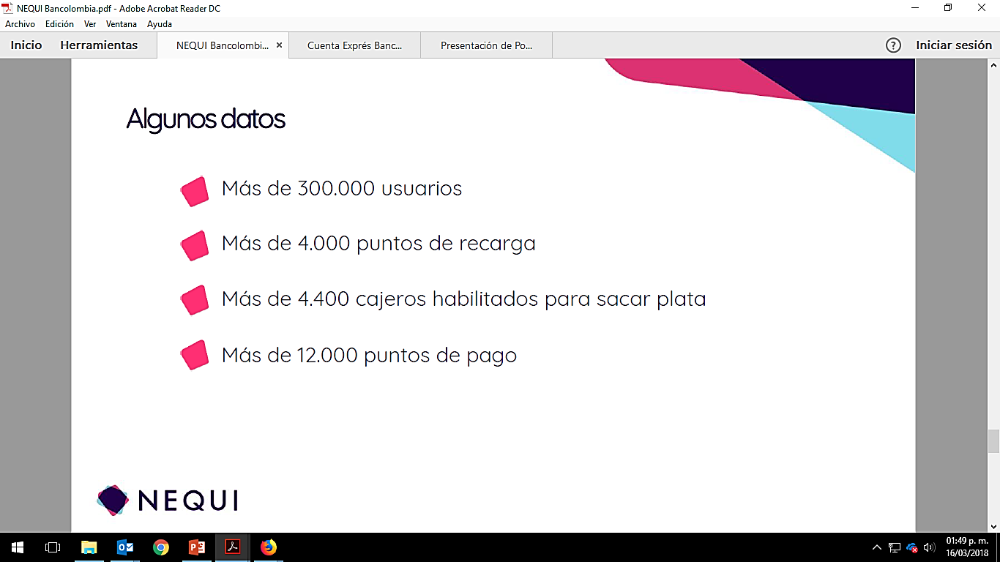 NEQUI Bancolombia.pdf - Adobe Acrobat Reader DC
Archivo Edición Ver Ventana Ayuda
Inicio Herramientas NEQUI Bancolombi... × Cuenta Exprés Banc... Presentación de Po... ? Iniciar sesión
Algunos datos
Más de 300.000 usuarios
Más de 4.000 puntos de recarga
Más de 4.400 cajeros habilitados para sacar plata
Más de 12.000 puntos de pago
NEQUI
01:49 p. m.
16/03/2018